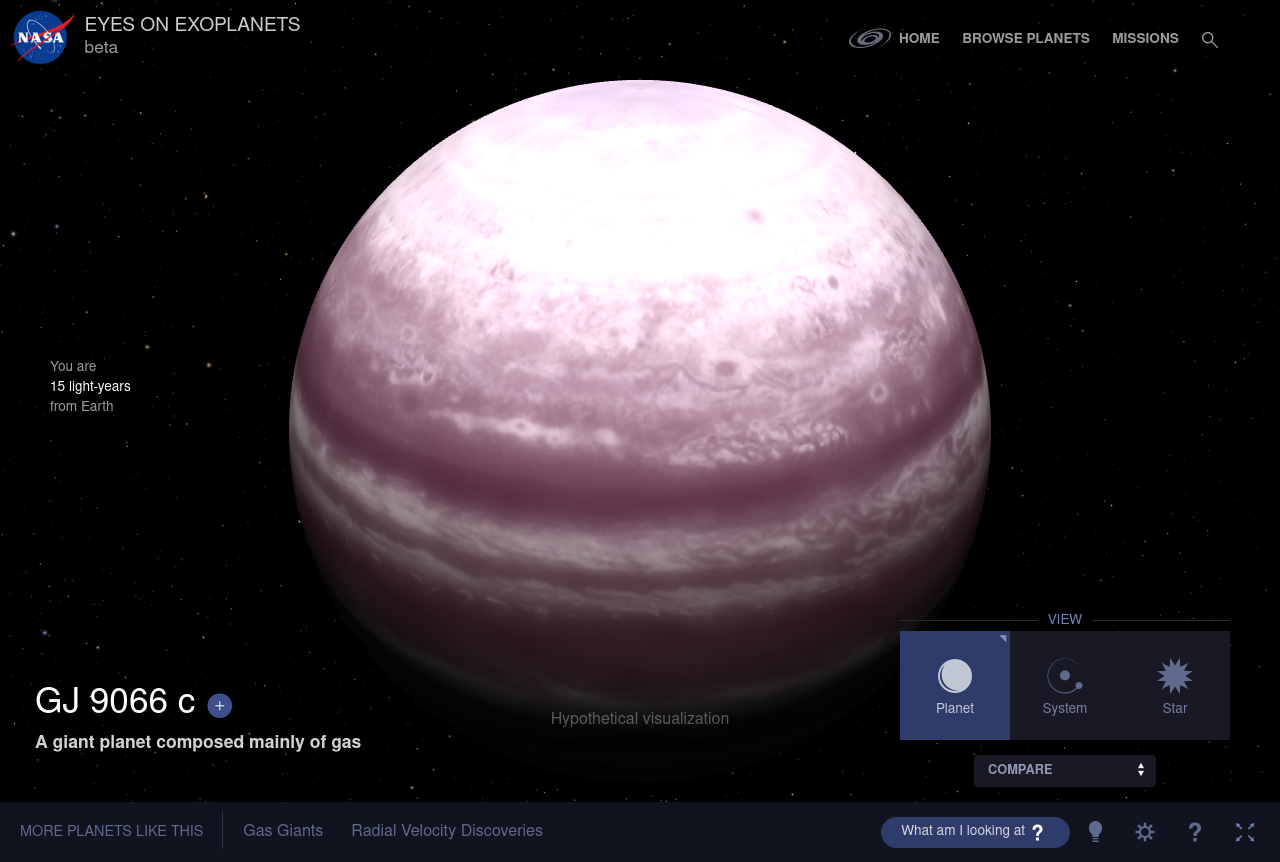 NASA
EYES ON EXOPLANETS
beta
HOME
BROWSE PLANETS
MISSIONS
You are
15 light-years
from Earth
VIEW
Planet
System
Star
GJ 9066 c +
A giant planet composed mainly of gas
Hypothetical visualization
COMPARE
MORE PLANETS LIKE THIS
Gas Giants
Radial Velocity Discoveries
What am I looking at ?
?